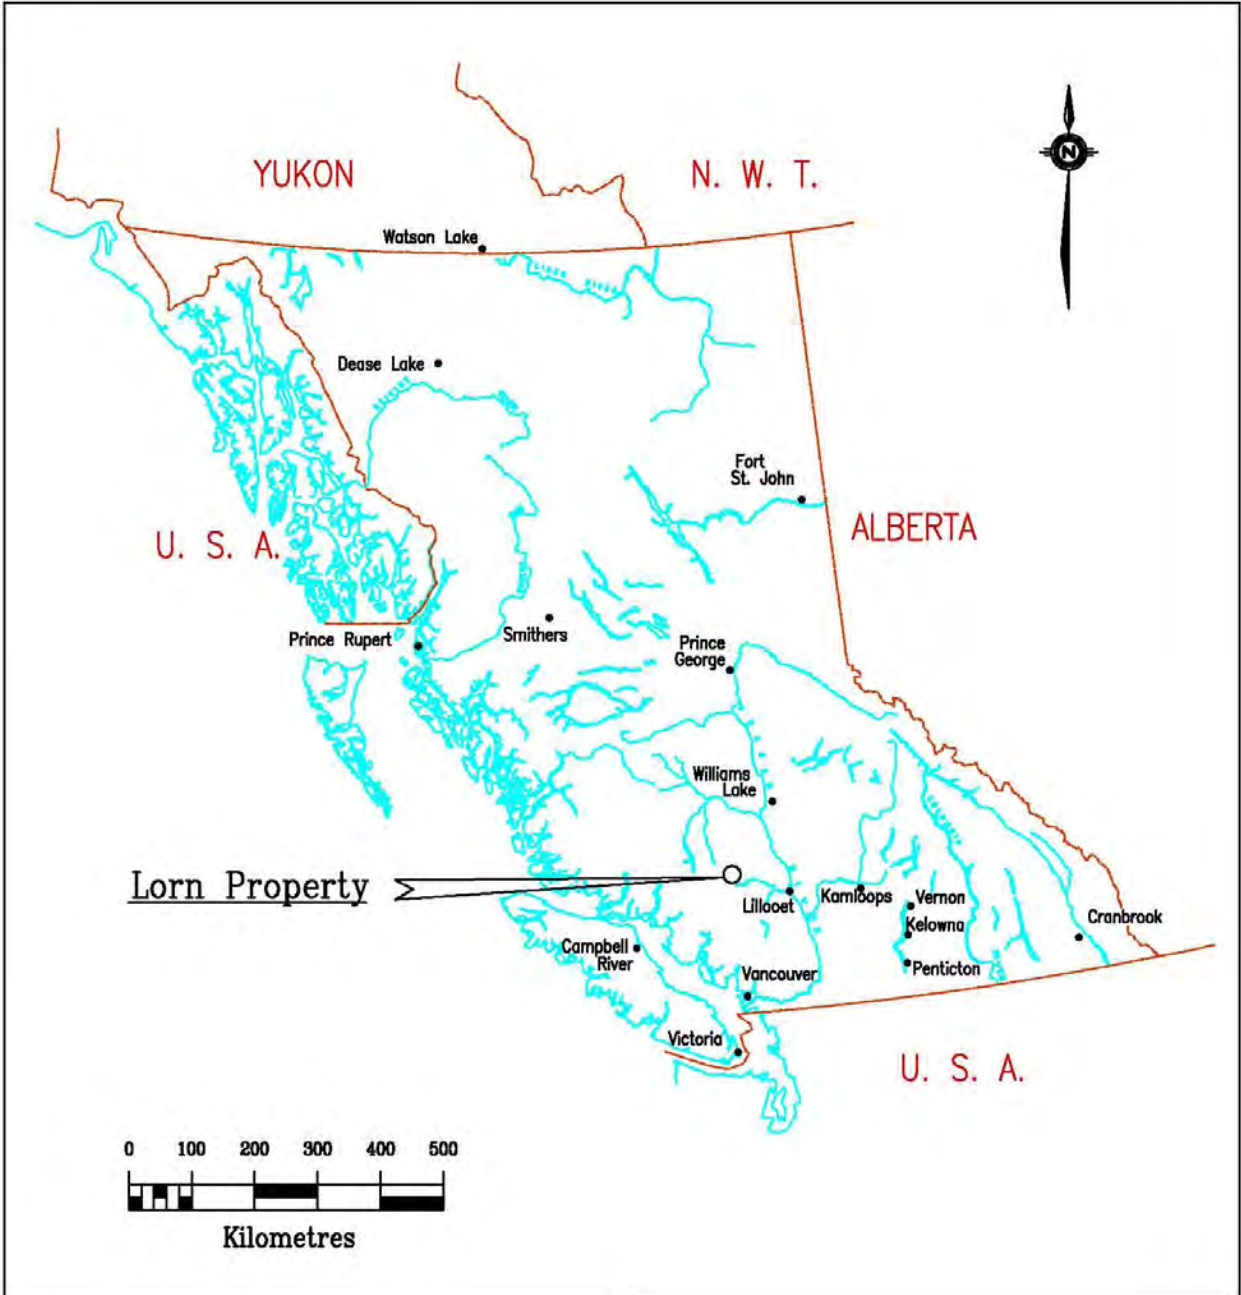 YUKON
N. W. T.
N
Watson Lake
Dease Lake
Fort
St. John
ALBERTA
U. S. A.
Prince Rupert
Smithers
Prince
George
Williams
Lake
Lorn Property
Lillooet
Kamloops
Vernon
Kelowna
Cranbrook
Campbell
River
Penticton
Vancouver
Victoria
U. S. A.
0 100 200 300 400 500
Kilometres